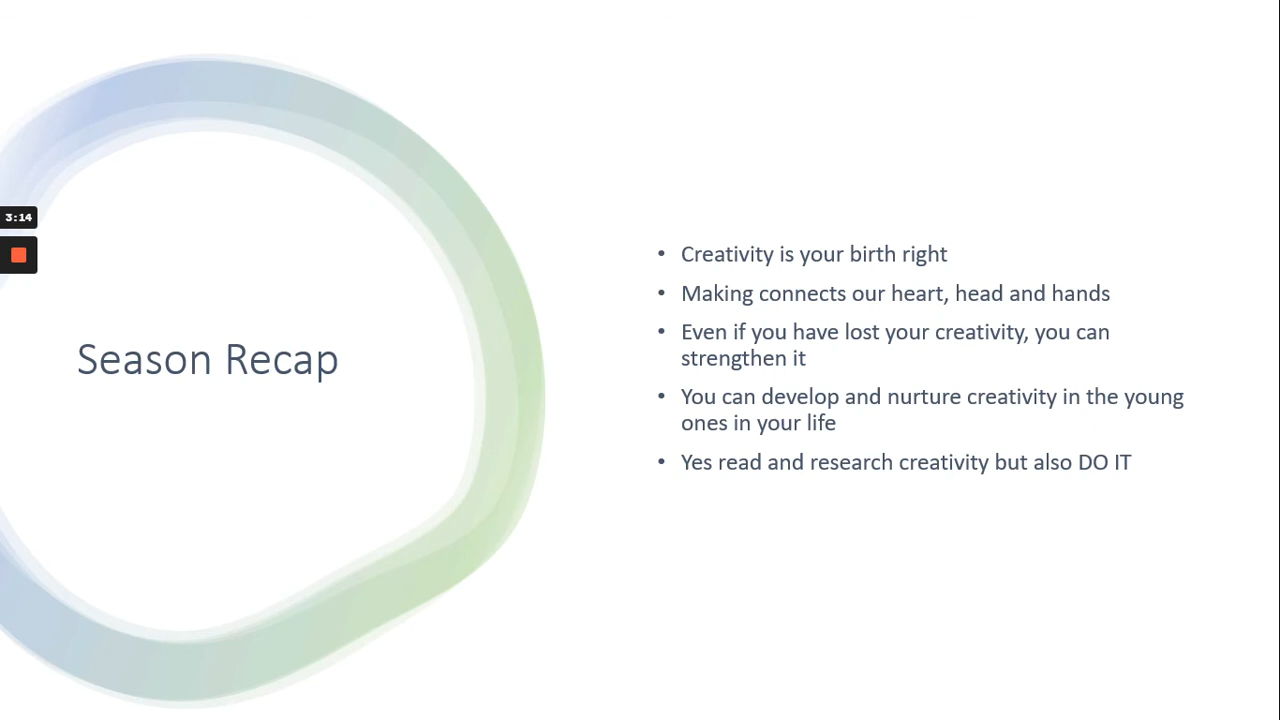 3:14
Season Recap
• Creativity is your birth right
• Making connects our heart, head and hands
• Even if you have lost your creativity, you can
strengthen it
• You can develop and nurture creativity in the young
ones in your life
• Yes read and research creativity but also DO IT